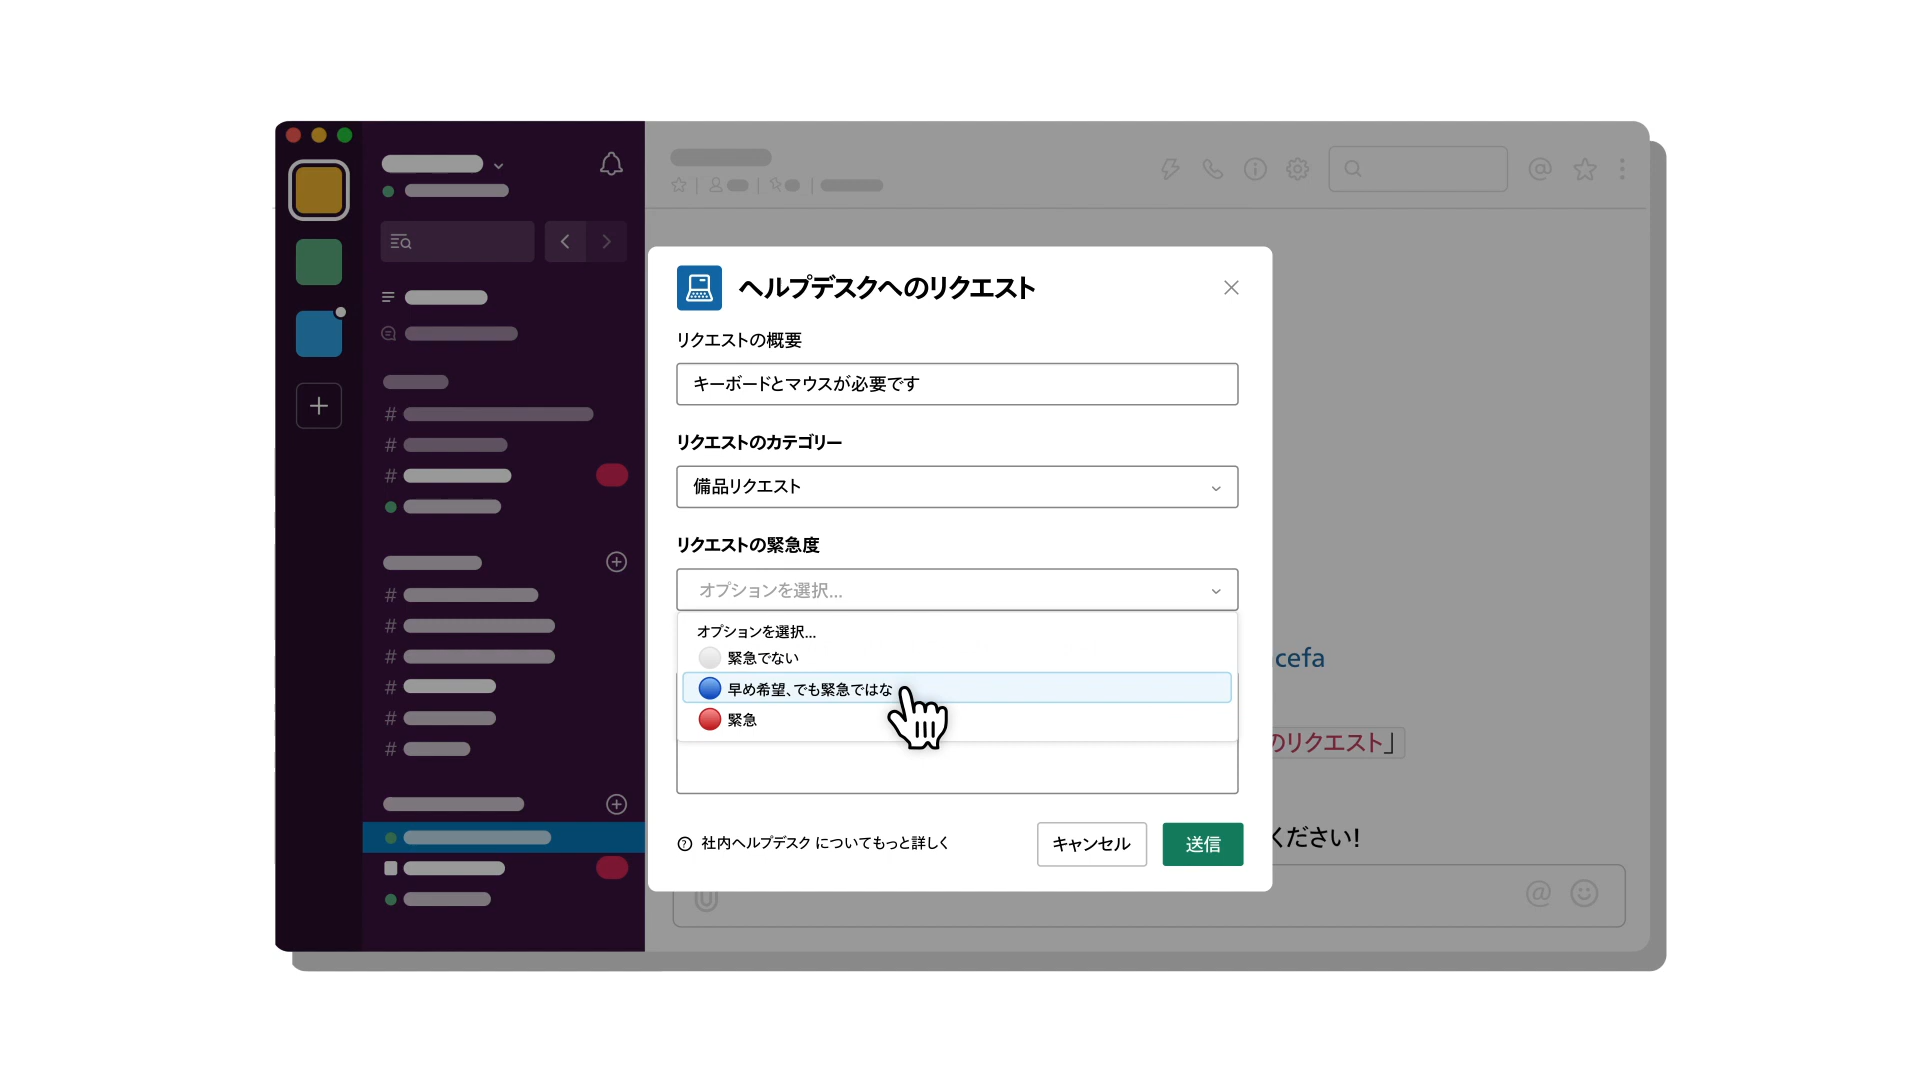 ヘルプデスクへのリクエスト
リクエストの概要
キーボードとマウスが必要です
リクエストのカテゴリー
備品リクエスト
リクエストの緊急度
オプションを選択...
オプションを選択...
緊急でない
早め希望、でも緊急ではな
緊急
cefa
のリクエスト」
ください!
社内ヘルプデスク についてもっと詳しく
キャンセル
送信